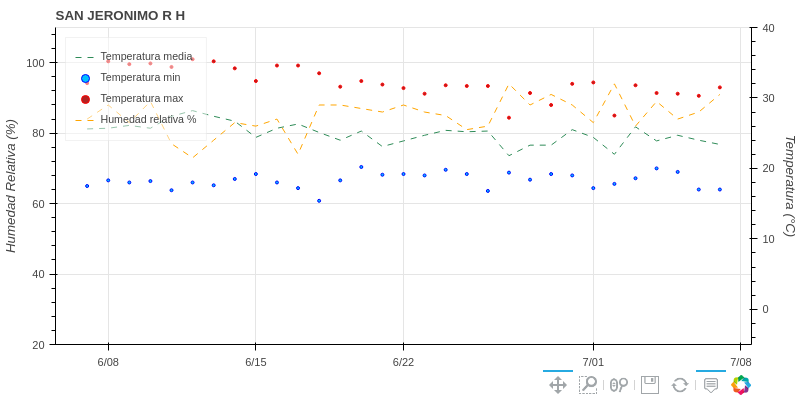 SAN JERONIMO R H
Temperatura media
Temperatura min
Temperatura max
Humedad relativa %
Humedad Relativa (%)
100
80
60
40
20
Temperatura (°C)
40
30
20
10
0
6/08
6/15
6/22
7/01
7/08